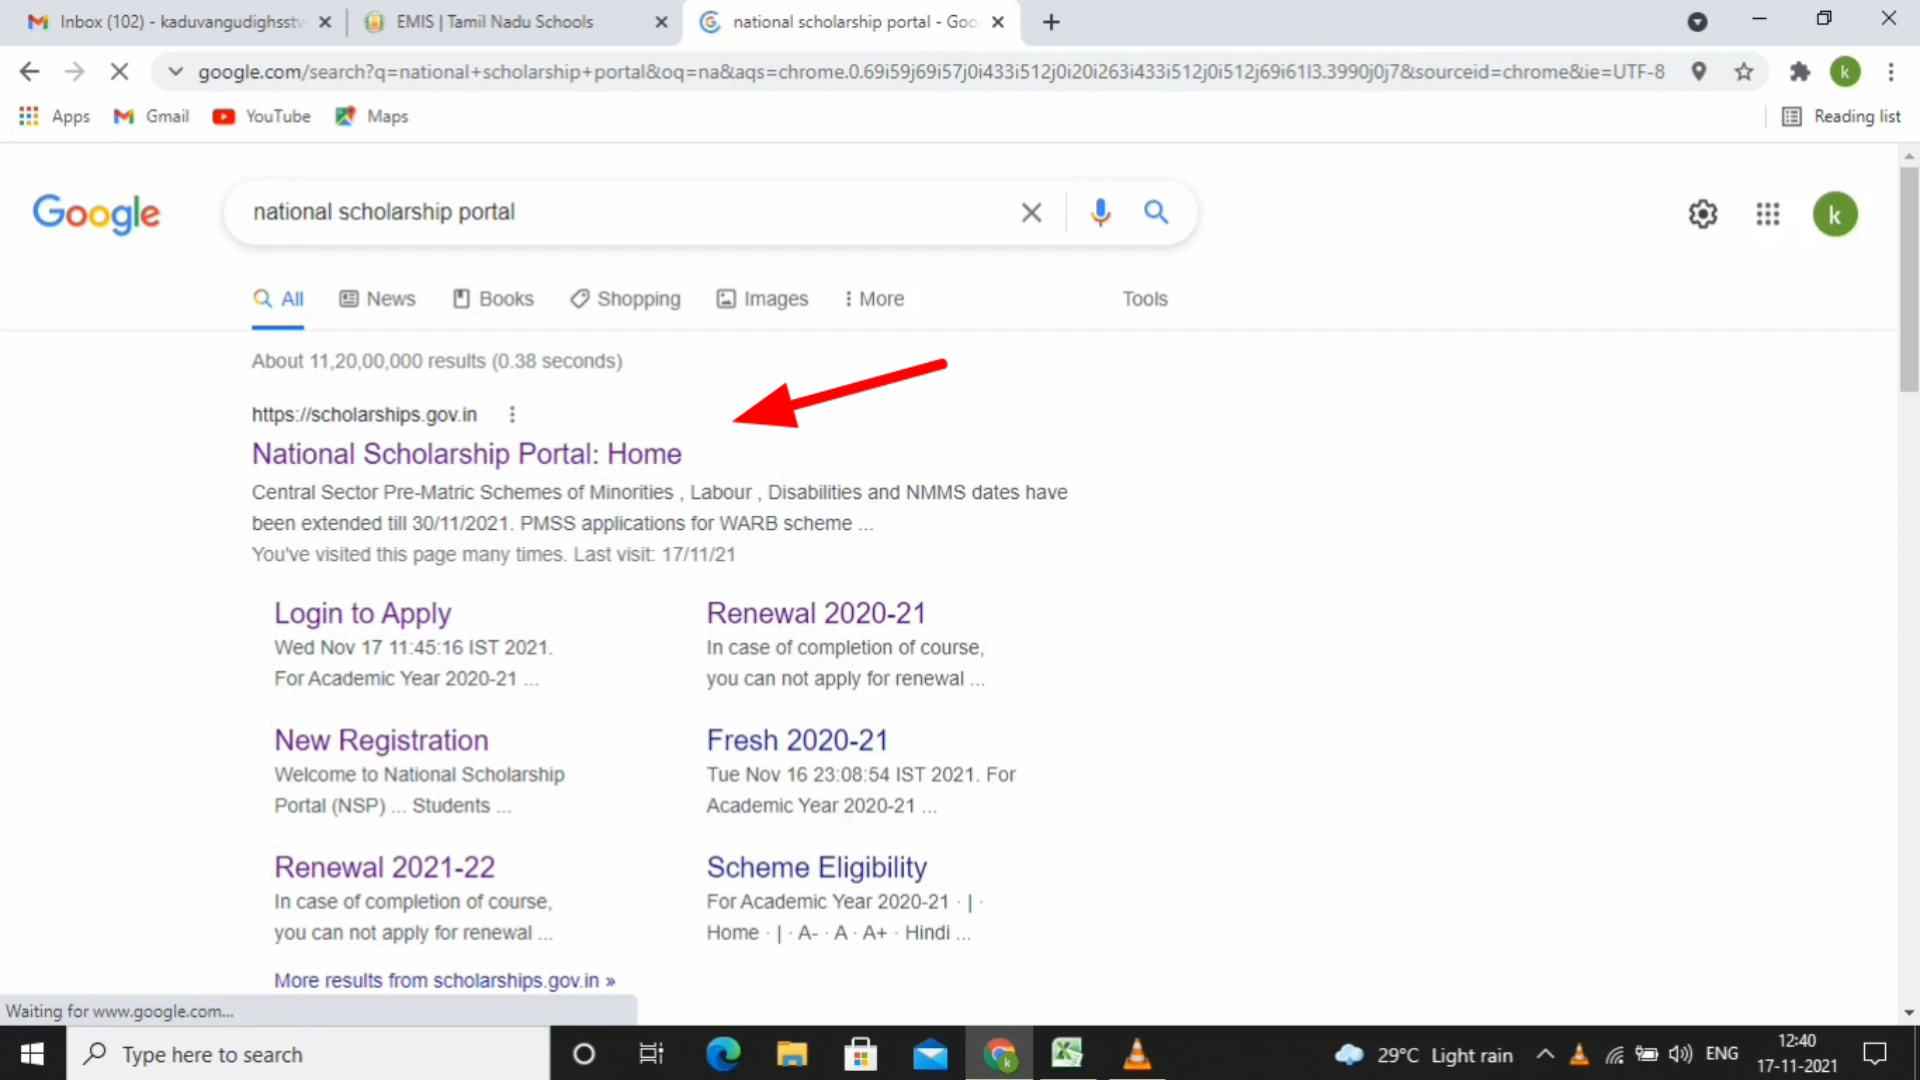 Inbox (102) - kaduvangudighsstv
EMIS | Tamil Nadu Schools
national scholarship portal - Goo
google.com/search?q=national+scholarship+portal&oq=na&aqs=chrome.0.69i59j69i57j0i433i512j0i20i263i433i512j0i512j69i61l3.3990j0j7&sourceid=chrome&ie=UTF-8
k
Apps
Gmail
YouTube
Maps
Reading list
Google
national scholarship portal
k
All
News
Books
Shopping
Images
More
Tools
About 11,20,00,000 results (0.38 seconds)
https://scholarships.gov.in
National Scholarship Portal: Home
Central Sector Pre-Matric Schemes of Minorities , Labour , Disabilities and NMMS dates have
been extended till 30/11/2021. PMSS applications for WARB scheme ...
You've visited this page many times. Last visit: 17/11/21
Login to Apply
Wed Nov 17 11:45:16 IST 2021.
For Academic Year 2020-21 ...
Renewal 2020-21
In case of completion of course,
you can not apply for renewal ...
New Registration
Welcome to National Scholarship
Portal (NSP) ... Students ...
Fresh 2020-21
Tue Nov 16 23:08:54 IST 2021. For
Academic Year 2020-21 ...
Renewal 2021-22
In case of completion of course,
you can not apply for renewal ...
Scheme Eligibility
For Academic Year 2020-21 · | ·
Home · | · A- · A · A+ · Hindi ...
More results from scholarships.gov.in »
Waiting for www.google.com...
Type here to search
k
29°C Light rain
ENG
12:40
17-11-2021